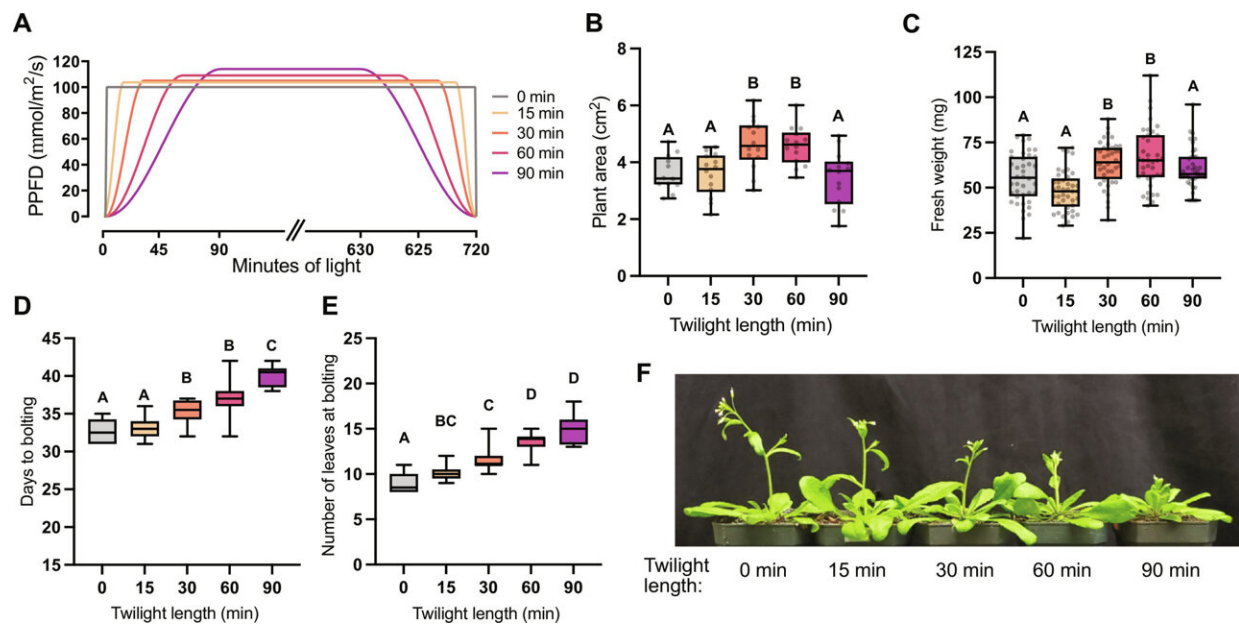 A
PPFD (mmol/m²/s)
120
100
80
60
40
20
0
0 45 90 630 625 720
Minutes of light
0 min
15 min
30 min
60 min
90 min
B
Plant area (cm²)
8
6
4
2
0
A A B B A
0 15 30 60 90
Twilight length (min)
C
Fresh weight (mg)
125
100
75
50
25
0
A A B B A
0 15 30 60 90
Twilight length (min)
D
Days to bolting
45
40
35
30
25
20
15
A A B B C
0 15 30 60 90
Twilight length (min)
E
Number of leaves at bolting
25
20
15
10
5
0
A BC C D D
0 15 30 60 90
Twilight length (min)
F
Twilight
length:
0 min 15 min 30 min 60 min 90 min